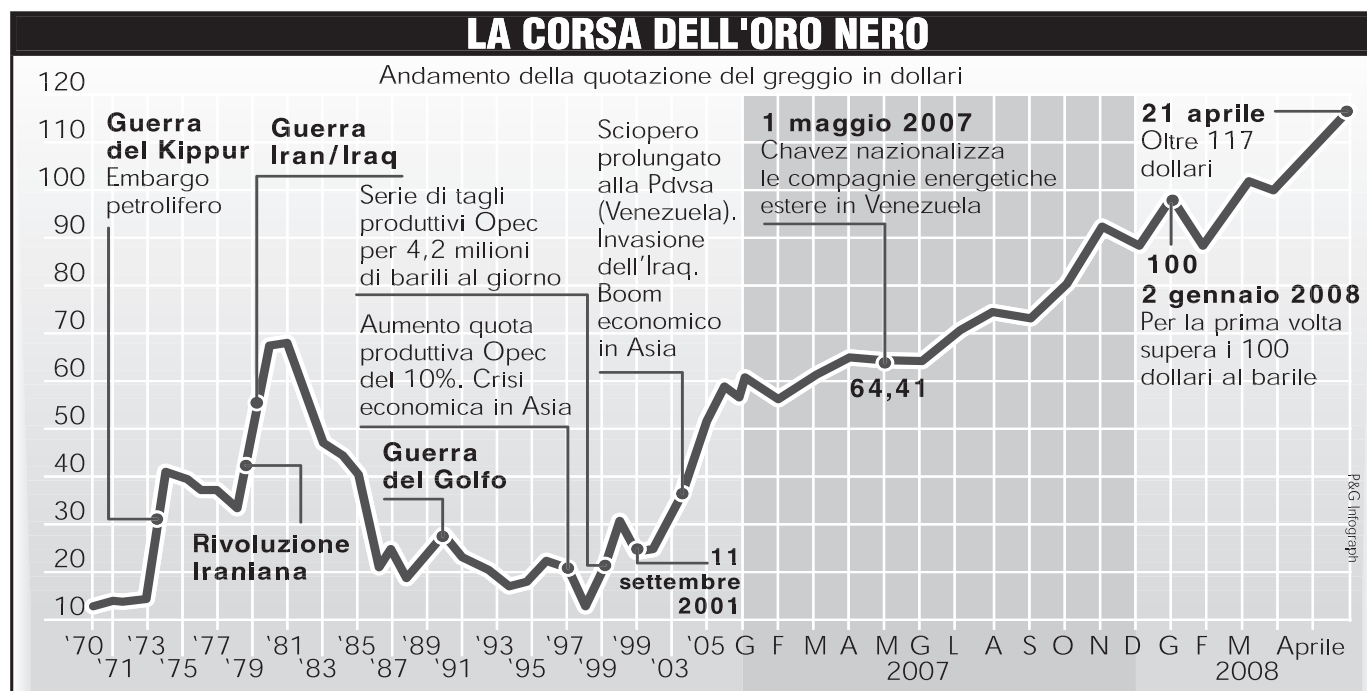 LA CORSA DELL'ORO NERO
Andamento della quotazione del greggio in dollari
120
110
100
90
80
70
60
50
40
30
20
10
Guerra
del Kippur
Embargo
petrolifero
Guerra
Iran/Iraq
Serie di tagli
produttivi Opec
per 4,2 milioni
di barili al giorno
Aumento quota
produttiva Opec
del 10%. Crisi
economica in Asia
Guerra
del Golfo
Rivoluzione
Iraniana
Sciopero
prolungato
alla Pdvsa
(Venezuela).
Invasione
dell'Iraq.
Boom
economico
in Asia
11
settembre
2001
1 maggio 2007
Chavez nazionalizza
le compagnie energetiche
estere in Venezuela
64,41
21 aprile
Oltre 117
dollari
100
2 gennaio 2008
Per la prima volta
supera i 100
dollari al barile
P&G Infograph
'70 '73 '77 '81 '85 '89 '93 '97 '99 '05 G F M A M G L A S O N D G F M Aprile
'71 '75 '79 '83 '87 '91 '95 '99 '03 2007 2008